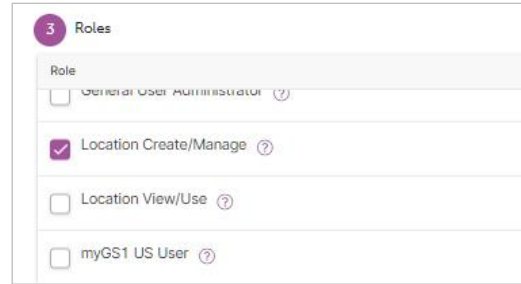 3 Roles
Role
General User Administrator ?
Location Create/Manage ?
Location View/Use ?
myGS1 US User ?